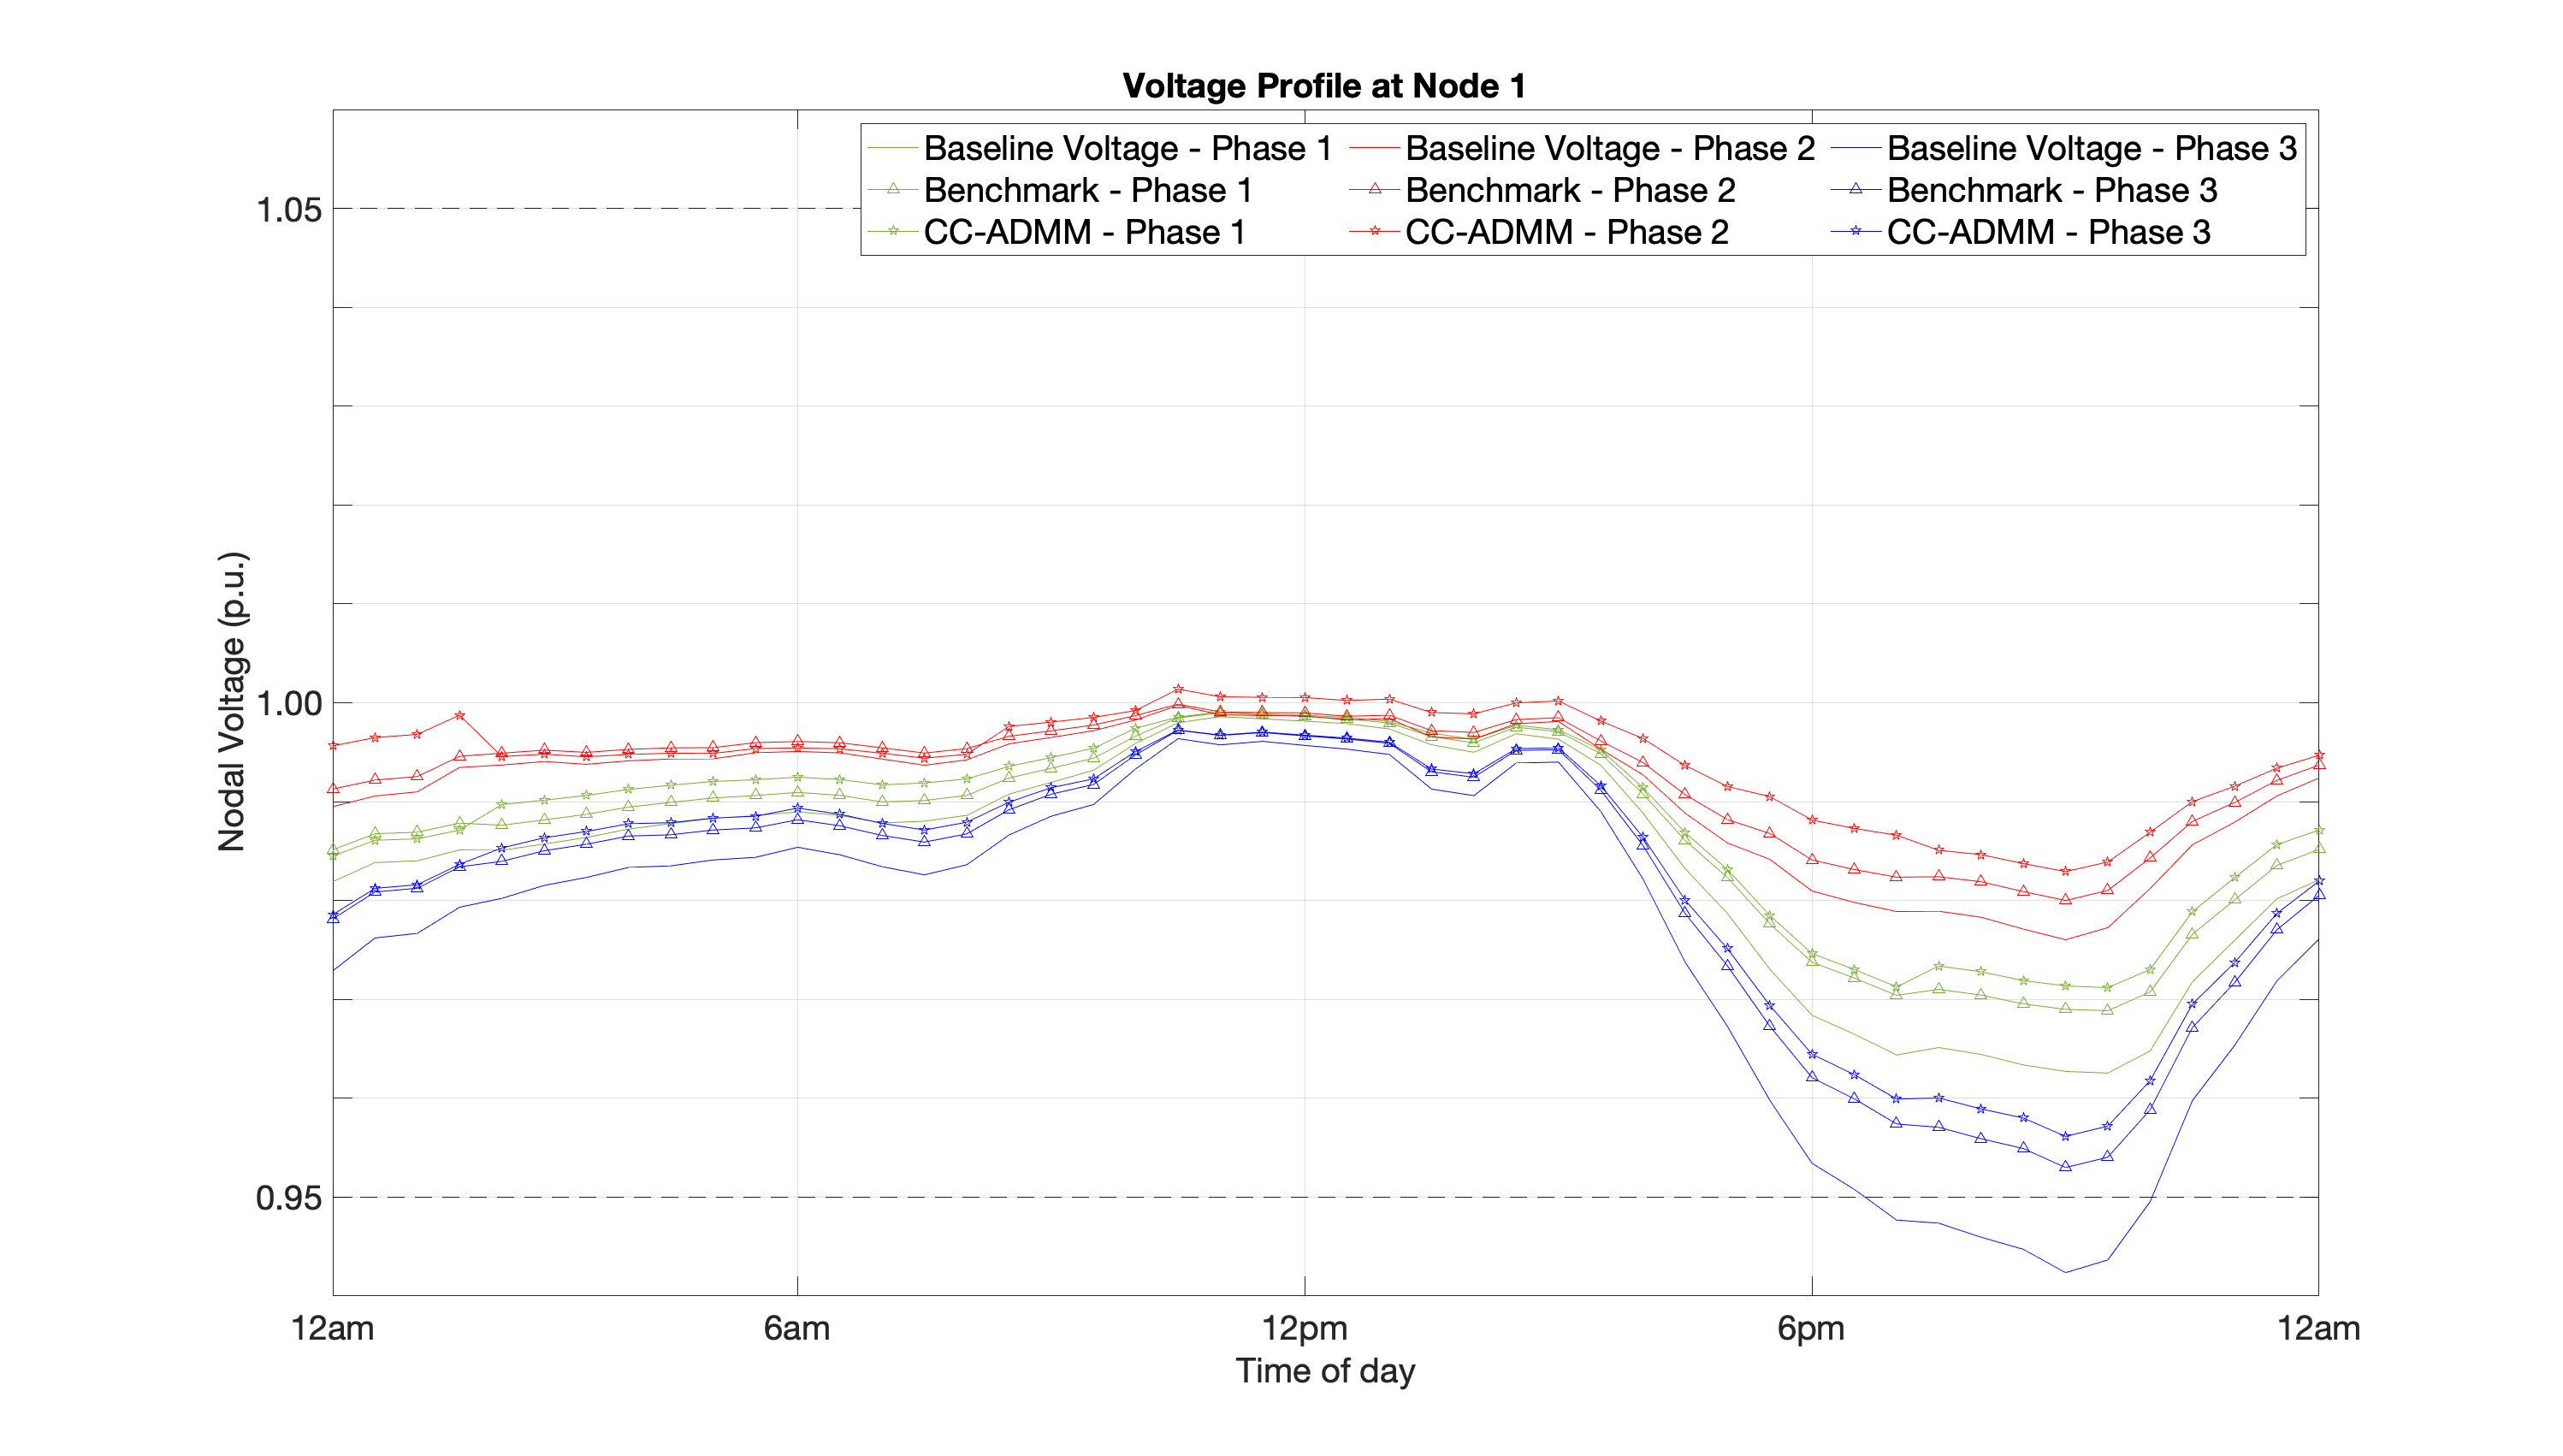 Voltage Profile at Node 1
Baseline Voltage - Phase 1
Baseline Voltage - Phase 2
Baseline Voltage - Phase 3
Benchmark - Phase 1
Benchmark - Phase 2
Benchmark - Phase 3
CC-ADMM - Phase 1
CC-ADMM - Phase 2
CC-ADMM - Phase 3
1.05
1.00
0.95
Nodal Voltage (p.u.)
12am
6am
12pm
6pm
12am
Time of day